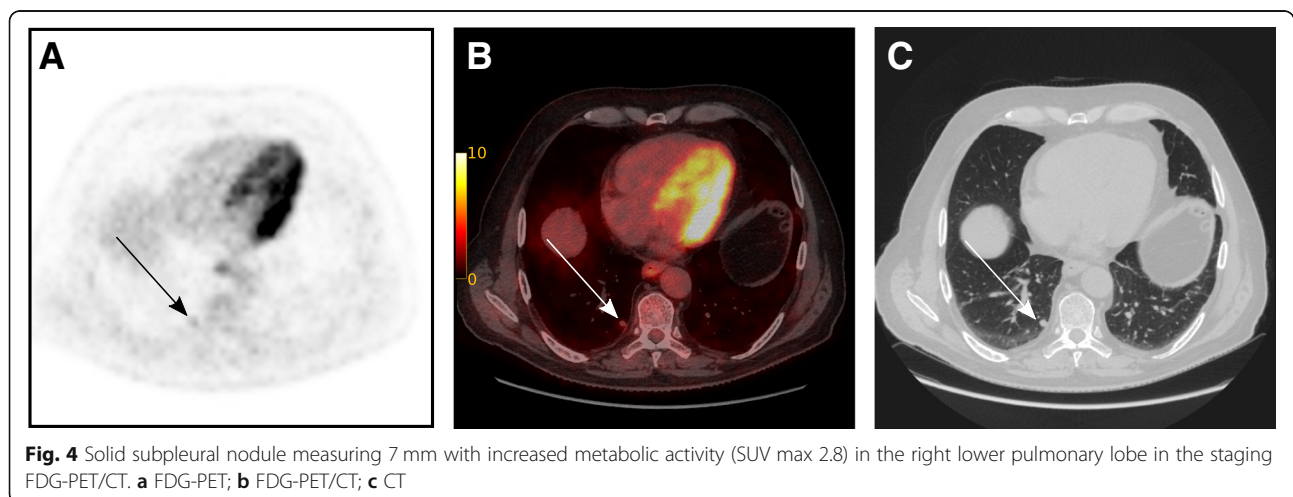 A
B
C
10
0
Fig. 4 Solid subpleural nodule measuring 7 mm with increased metabolic activity (SUV max 2.8) in the right lower pulmonary lobe in the staging
FDG-PET/CT. a FDG-PET; b FDG-PET/CT; c CT